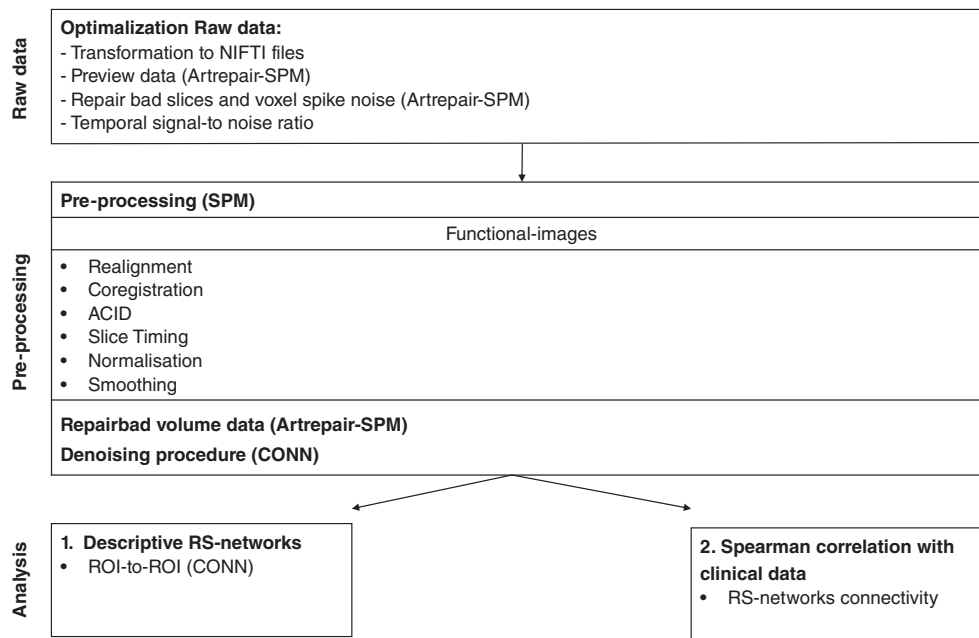 Raw data
Optimalization Raw data:
- Transformation to NIFTI files
- Preview data (Artrepair-SPM)
- Repair bad slices and voxel spike noise (Artrepair-SPM)
- Temporal signal-to noise ratio
Pre-processing
Pre-processing (SPM)
Functional-images
• Realignment
• Coregistration
• ACID
• Slice Timing
• Normalisation
• Smoothing
Repairbad volume data (Artrepair-SPM)
Denoising procedure (CONN)
Analysis
1. Descriptive RS-networks
• ROI-to-ROI (CONN)
2. Spearman correlation with
clinical data
• RS-networks connectivity